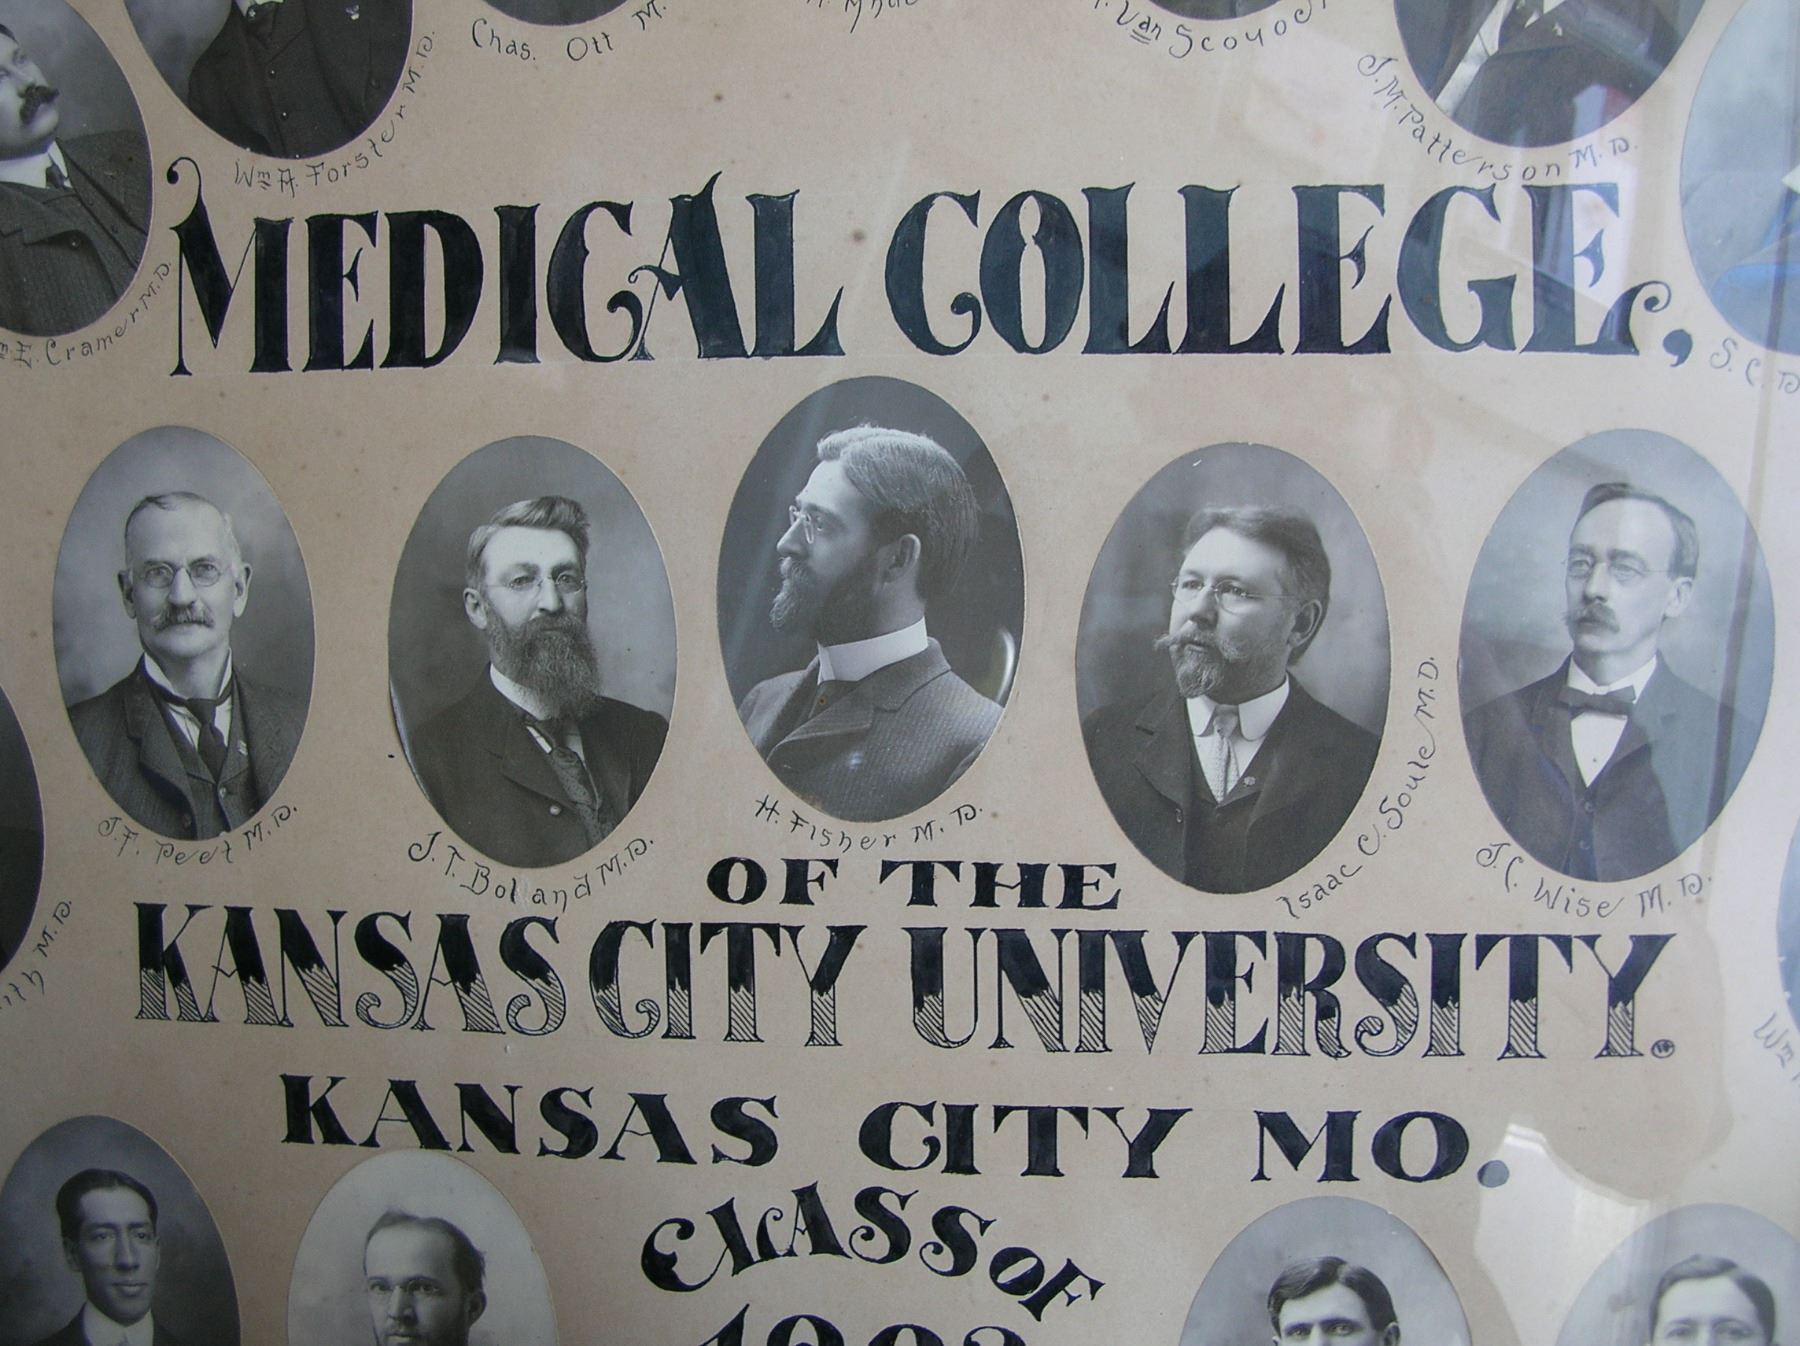 Chas. Ott M.
Van Scoyoc
Wm A. Forster M.D.
J.M. Patterson M.D.
E. Cramer M.D.
MEDICAL COLLEGE,
S. C. D
J.F. Peet M.D.
J.T. Boland M.D.
H. Fisher M.D.
Isaac C. Soule M.D.
J.C. Wise M.D.
M.D.
OF THE
KANSAS CITY UNIVERSITY.
Wm
KANSAS CITY MO.
CLASS OF